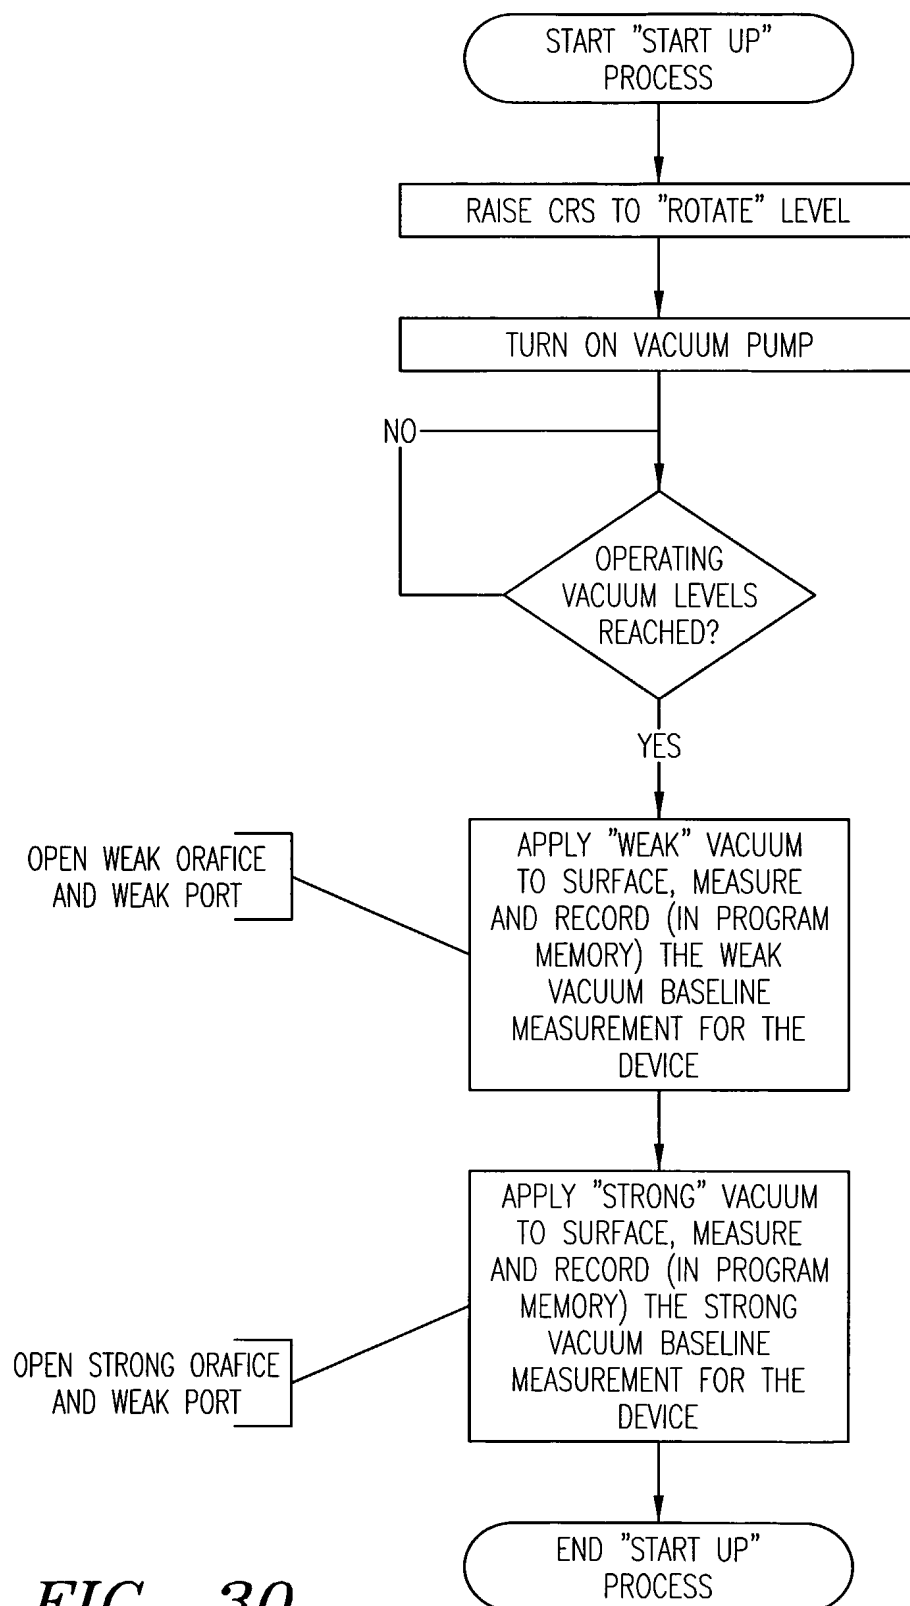 START "START UP"
PROCESS
RAISE CRS TO "ROTATE" LEVEL
TURN ON VACUUM PUMP
NO
OPERATING
VACUUM LEVELS
REACHED?
YES
OPEN WEAK ORAFICE
AND WEAK PORT
APPLY "WEAK" VACUUM
TO SURFACE, MEASURE
AND RECORD (IN PROGRAM
MEMORY) THE WEAK
VACUUM BASELINE
MEASUREMENT FOR THE
DEVICE
APPLY "STRONG" VACUUM
TO SURFACE, MEASURE
AND RECORD (IN PROGRAM
MEMORY) THE STRONG
VACUUM BASELINE
MEASUREMENT FOR THE
DEVICE
OPEN STRONG ORAFICE
AND WEAK PORT
END "START UP"
PROCESS
FIG. 30